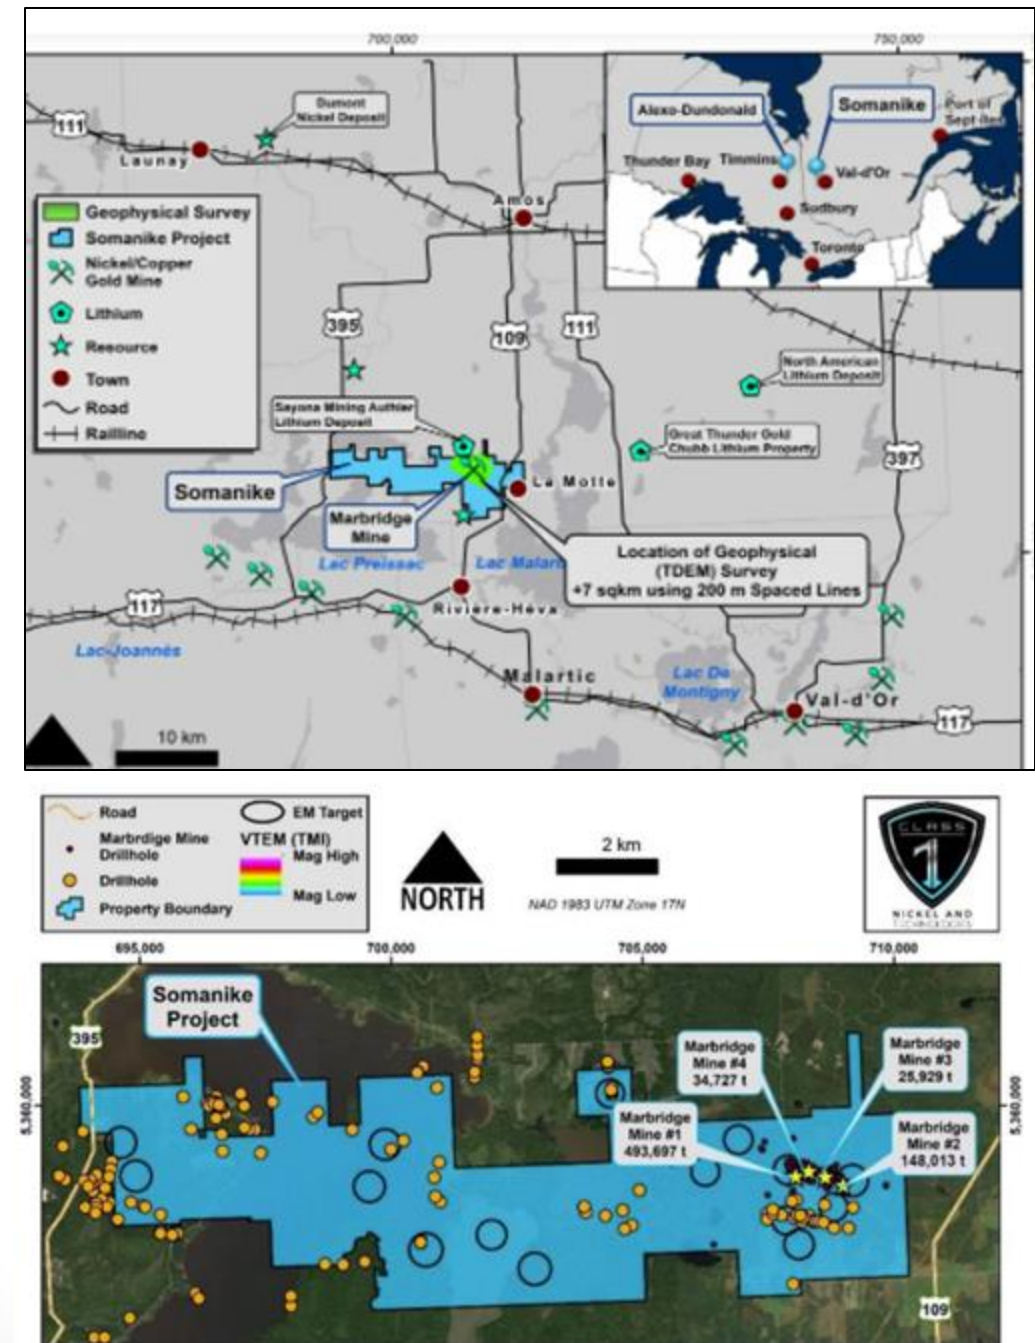 700,000
750,000
111
Launay
Dumont
Nickel Deposit
Amos
Alexo-Dundonald
Somanike
Port of
Sept-Iles
Thunder Bay
Timmins
Val-d'Or
Sudbury
Toronto
Geophysical Survey
Somanike Project
Nickel/Copper
Gold Mine
Lithium
Resource
Town
Road
Railline
395
109
111
North American
Lithium Deposit
Sayona Mining Authier
Lithium Deposit
Great Thunder Gold
Chubb Lithium Property
397
Somanike
La Motte
Marbridge
Mine
Lac Preissac
Lac Malart
Location of Geophysical
(TDEM) Survey
+7 sqkm using 200 m Spaced Lines
117
Rivière-Héva
Lac-Joannès
Malartic
Lac De
Montigny
Val-d'Or
117
10 km
Road
EM Target
Marbrdige Mine
Drillhole
VTEM (TMI)
Mag High
Drillhole
Mag Low
Property Boundary
NORTH
2 km
NAD 1983 UTM Zone 17N
CLASS
1
NICKEL AND
TECHNOLOGIES
695,000
700,000
705,000
710,000
Somanike
Project
395
5,360,000
5,360,000
Marbridge
Mine #4
34,727 t
Marbridge
Mine #3
25,929 t
Marbridge
Mine #1
493,697 t
Marbridge
Mine #2
148,013 t
109